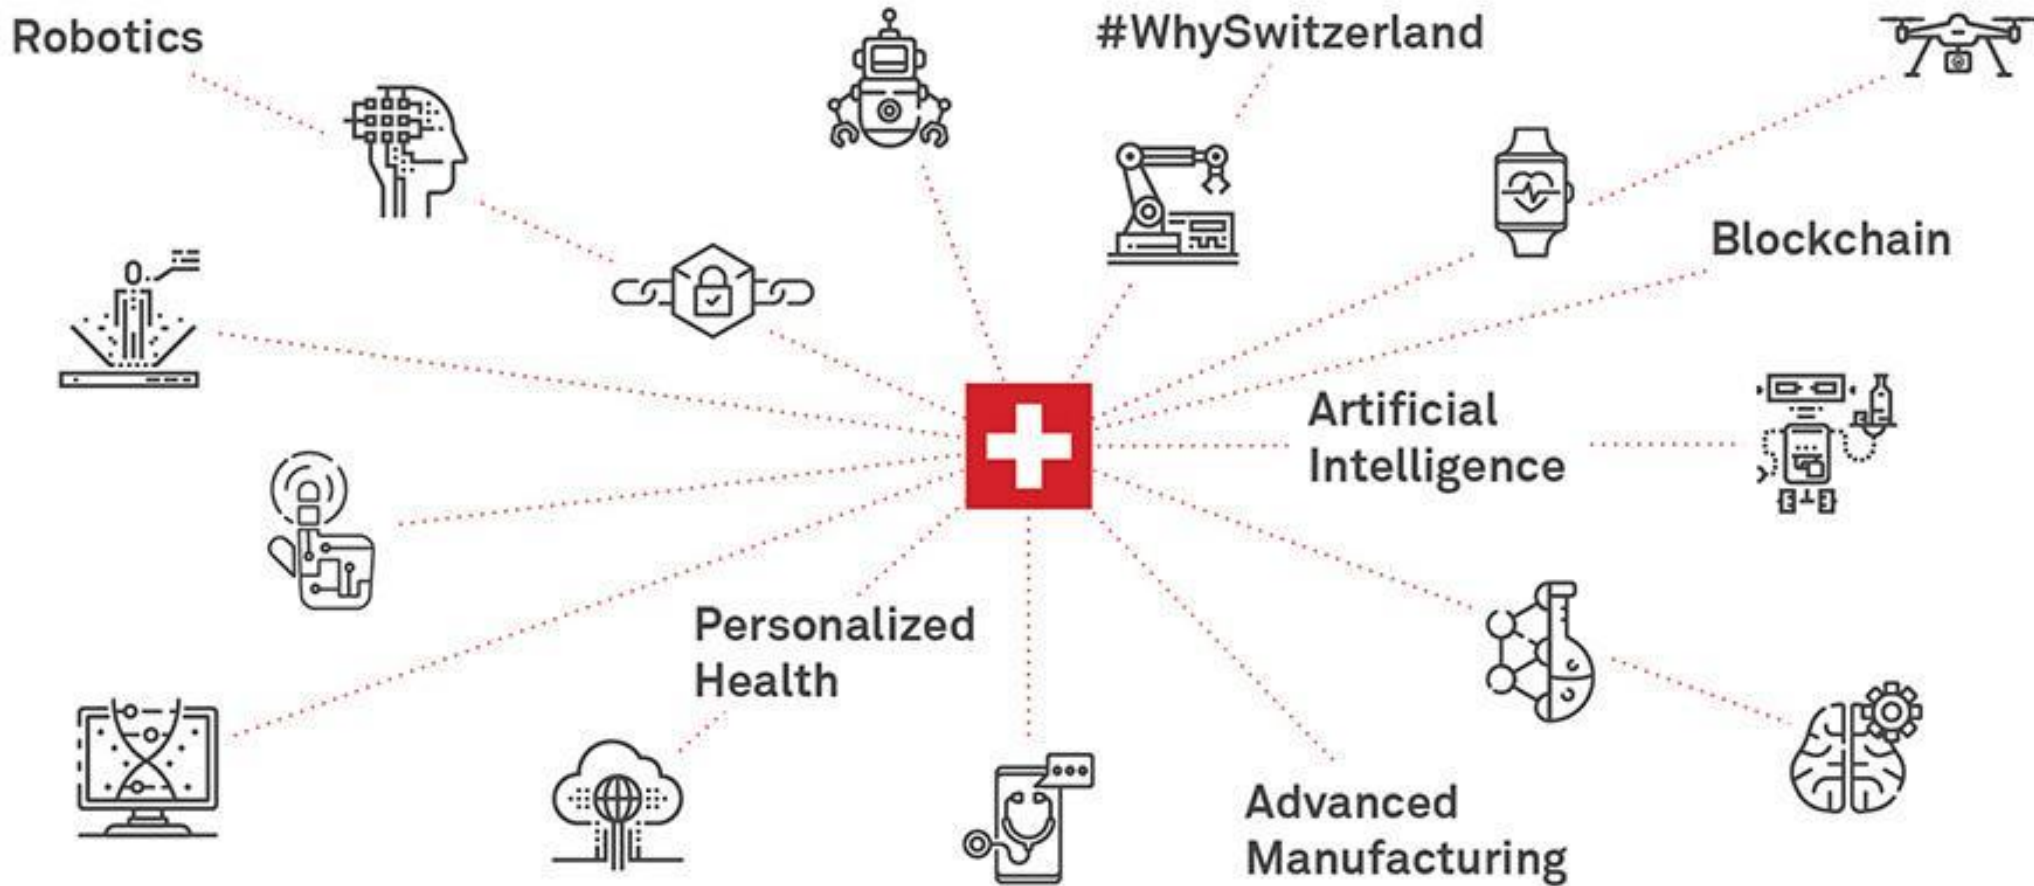 Robotics
#WhySwitzerland
Blockchain
Artificial
Intelligence
Personalized
Health
Advanced
Manufacturing